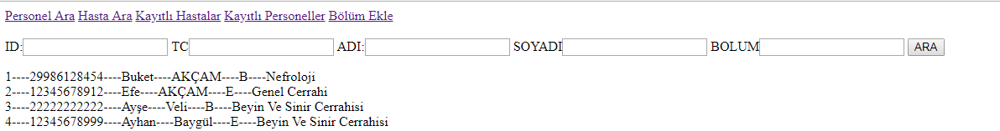 Personel Ara Hasta Ara Kayıtlı Hastalar Kayıtlı Personeller Bölüm Ekle
ID: TC ADI: SOYADI BOLUM ARA
1----29986128454----Buket----AKÇAM----B----Nefroloji
2----12345678912----Efe----AKÇAM----E----Genel Cerrahi
3----22222222222----Ayşe----Veli----B----Beyin Ve Sinir Cerrahisi
4----12345678999----Ayhan----Baygül----E----Beyin Ve Sinir Cerrahisi